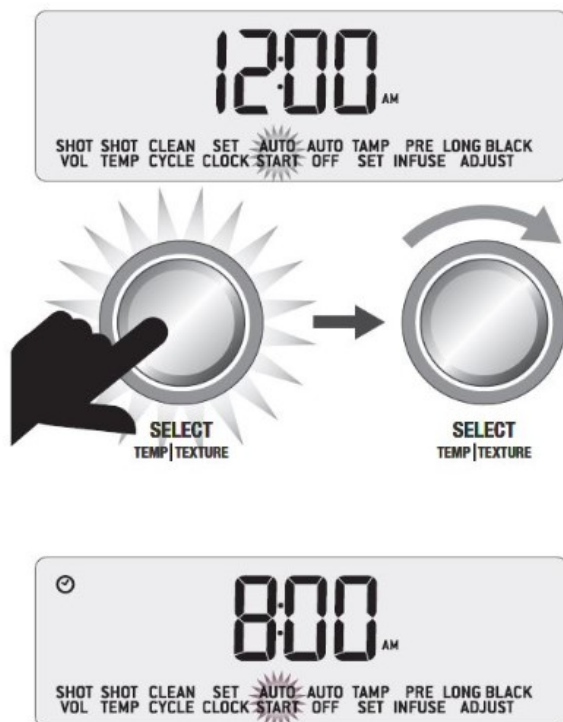 12:00 AM
SHOT SHOT CLEAN SET AUTO AUTO TAMP PRE LONG BLACK
VOL TEMP CYCLE CLOCK START OFF SET INFUSE ADJUST
SELECT SELECT
TEMP|TEXTURE TEMP|TEXTURE
8:00 AM
SHOT SHOT CLEAN SET AUTO AUTO TAMP PRE LONG BLACK
VOL TEMP CYCLE CLOCK START OFF SET INFUSE ADJUST